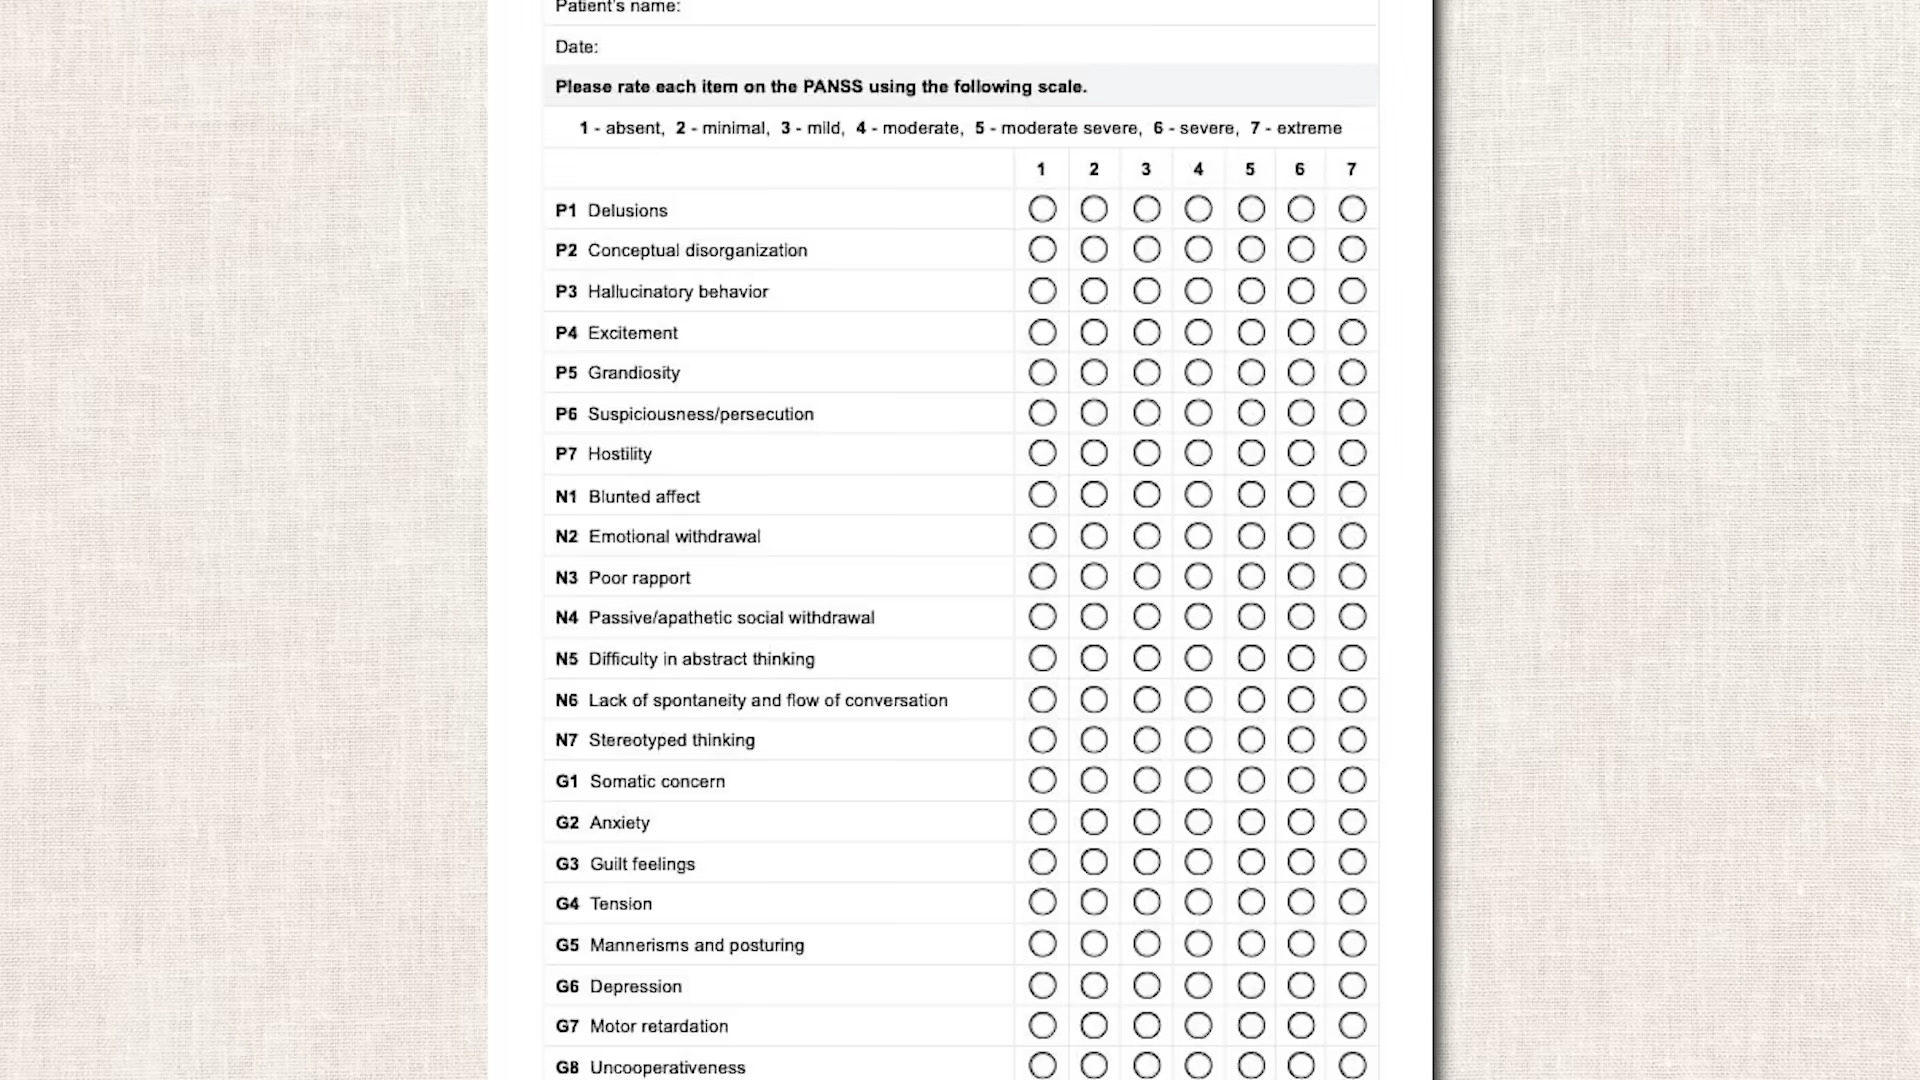 Patient's name:
Date:
Please rate each item on the PANSS using the following scale.
1 - absent, 2 - minimal, 3 - mild, 4 - moderate, 5 - moderate severe, 6 - severe, 7 - extreme
1 2 3 4 5 6 7
P1 Delusions
P2 Conceptual disorganization
P3 Hallucinatory behavior
P4 Excitement
P5 Grandiosity
P6 Suspiciousness/persecution
P7 Hostility
N1 Blunted affect
N2 Emotional withdrawal
N3 Poor rapport
N4 Passive/apathetic social withdrawal
N5 Difficulty in abstract thinking
N6 Lack of spontaneity and flow of conversation
N7 Stereotyped thinking
G1 Somatic concern
G2 Anxiety
G3 Guilt feelings
G4 Tension
G5 Mannerisms and posturing
G6 Depression
G7 Motor retardation
G8 Uncooperativeness